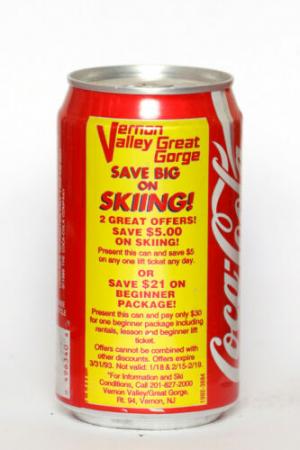 Vernon
Valley Great
Gorge
SAVE BIG
ON
SKIING!
2 GREAT OFFERS!
SAVE $5.00
ON SKIING!
Present this can and save $5
on any one lift ticket any day.
OR
SAVE $21 ON
BEGINNER
PACKAGE!
Present this can and pay only $30
for one beginner package including
rentals, lesson and beginner lift
ticket.
Offers cannot be combined with
other discounts. Offers expire
3/31/93. Not valid: 1/18 & 2/15-2/19.
*For Information and Ski
Conditions, Call 201-827-2000
Vernon Valley/Great Gorge,
Rt. 94, Vernon, NJ
Coca-Cola